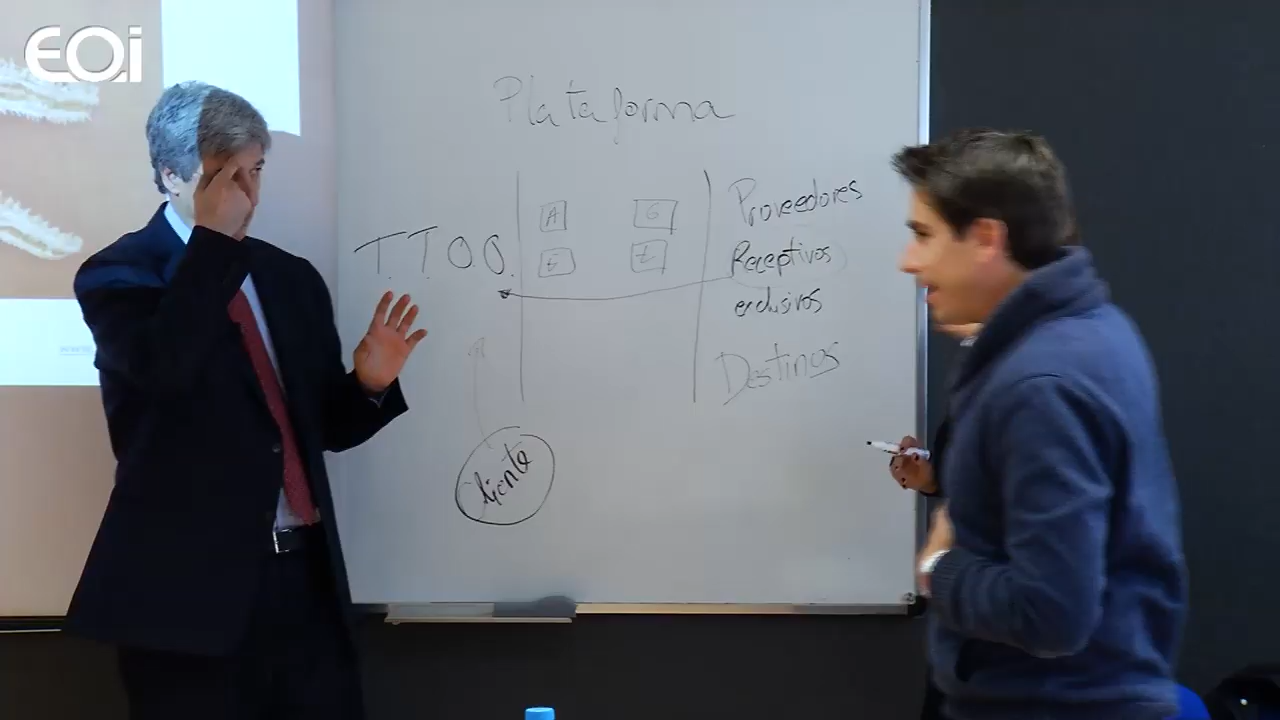 EOi
Plataforma
T.T.O.O.
A G
E E
Proveedores
Receptivos
exclusivos
Destinos
Cliente